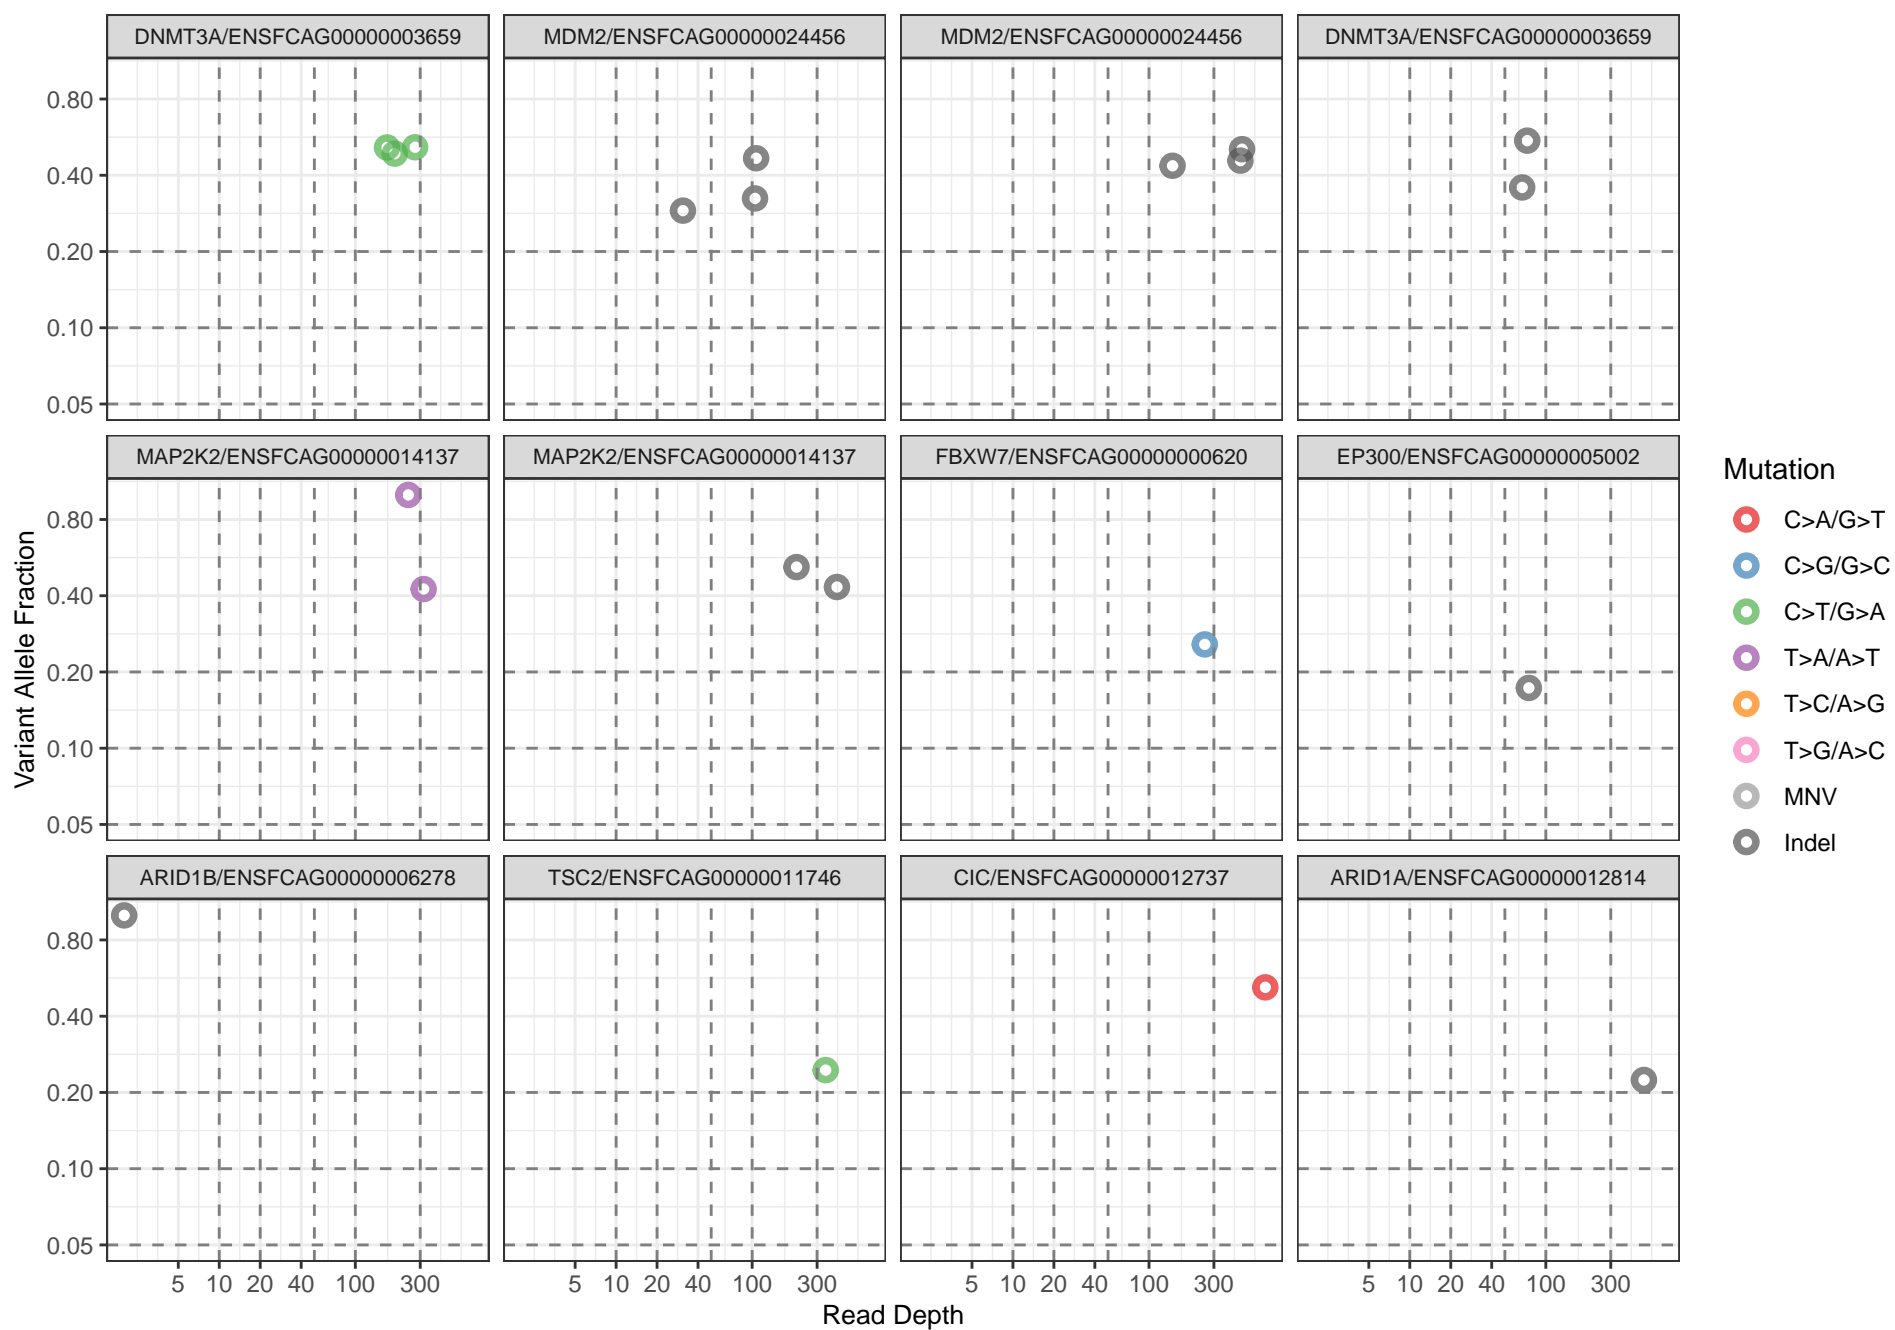 DNMT3A/ENSFCAG00000003659 MDM2/ENSFCAG00000024456 MDM2/ENSFCAG00000024456 DNMT3A/ENSFCAG00000003659
0.80
0.40
0.20
0.10
0.05
MAP2K2/ENSFCAG00000014137 MAP2K2/ENSFCAG00000014137 FBXW7/ENSFCAG00000000620 EP300/ENSFCAG00000005002
0.80
0.40
0.20
0.10
0.05
ARID1B/ENSFCAG00000006278 TSC2/ENSFCAG00000011746 CIC/ENSFCAG00000012737 ARID1A/ENSFCAG00000012814
0.80
0.40
0.20
0.10
0.05
5 10 20 40 100 300 5 10 20 40 100 300 5 10 20 40 100 300 5 10 20 40 100 300
Read Depth
Variant Allele Fraction
Mutation
C>A/G>T
C>G/G>C
C>T/G>A
T>A/A>T
T>C/A>G
T>G/A>C
MNV
Indel